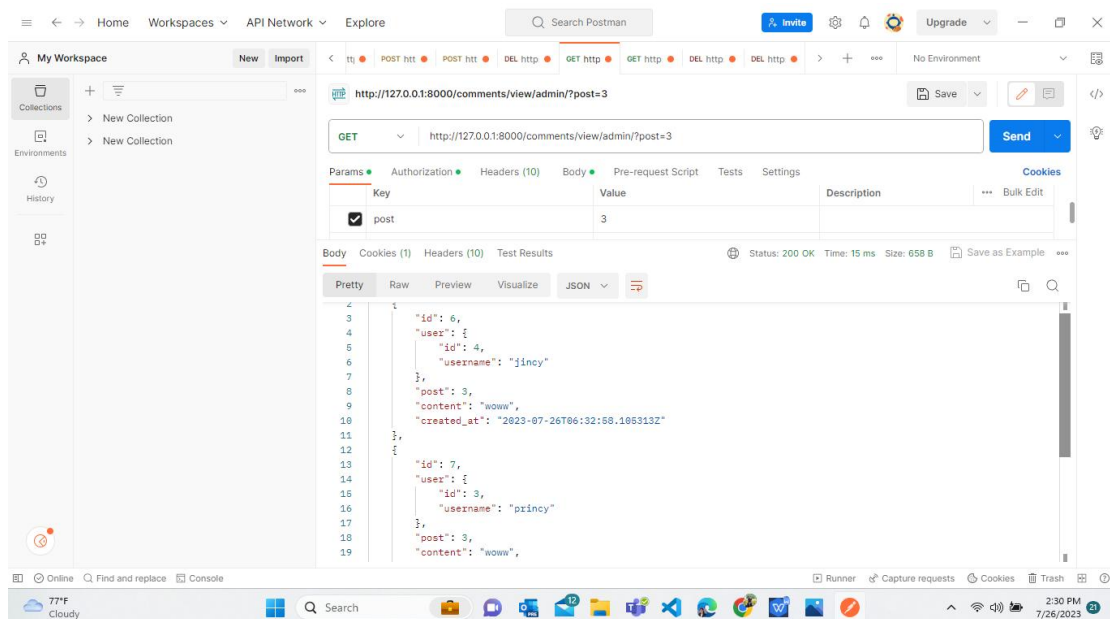 Home Workspaces API Network Explore Search Postman Invite Upgrade
My Workspace New Import POST htt POST htt DEL http GET http GET http DEL http DEL http No Environment
Collections
Environments
History
New Collection
New Collection
HTTP http://127.0.0.1:8000/comments/view/admin/?post=3 Save
GET http://127.0.0.1:8000/comments/view/admin/?post=3 Send
Params Authorization Headers (10) Body Pre-request Script Tests Settings Cookies
Key Value Description Bulk Edit
post 3
Body Cookies (1) Headers (10) Test Results Status: 200 OK Time: 15 ms Size: 658 B Save as Example
Pretty Raw Preview Visualize JSON
2 {
3 "id": 6,
4 "user": {
5 "id": 4,
6 "username": "jincy"
7 },
8 "post": 3,
9 "content": "woww",
10 "created_at": "2023-07-26T06:32:58.105313Z"
11 },
12 {
13 "id": 7,
14 "user": {
15 "id": 3,
16 "username": "princy"
17 },
18 "post": 3,
19 "content": "woww",
Online Find and replace Console Runner Capture requests Cookies Trash
77°F
Cloudy
Search 12 2:30 PM
7/26/2023 21